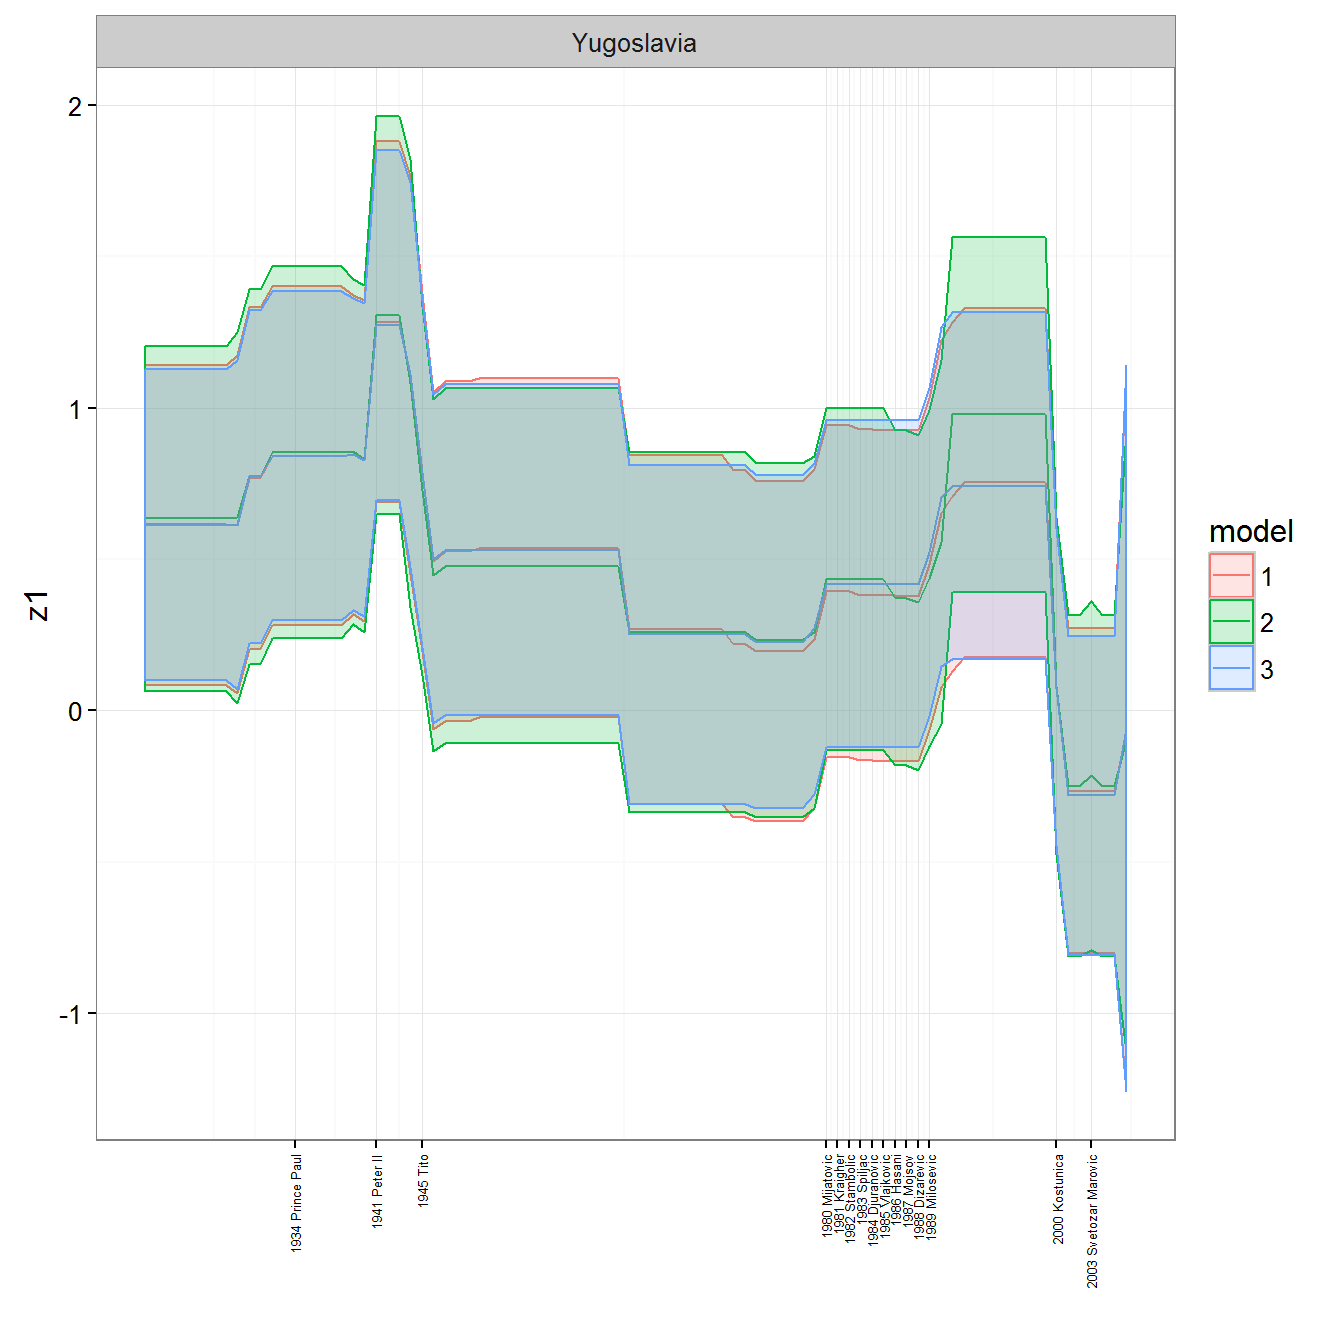 Yugoslavia
2
1
0
-1
z1
model
1
2
3
1934 Prince Paul
1941 Peter II
1945 Tito
1980 Mijatovic
1981 Kraigher
1982 Stambolic
1983 Spiljac
1984 Djuranovic
1985 Vlajkovic
1986 Hasani
1987 Mojsov
1988 Dizarevic
1989 Milosevic
2000 Kostunica
2003 Svetozar Marovic